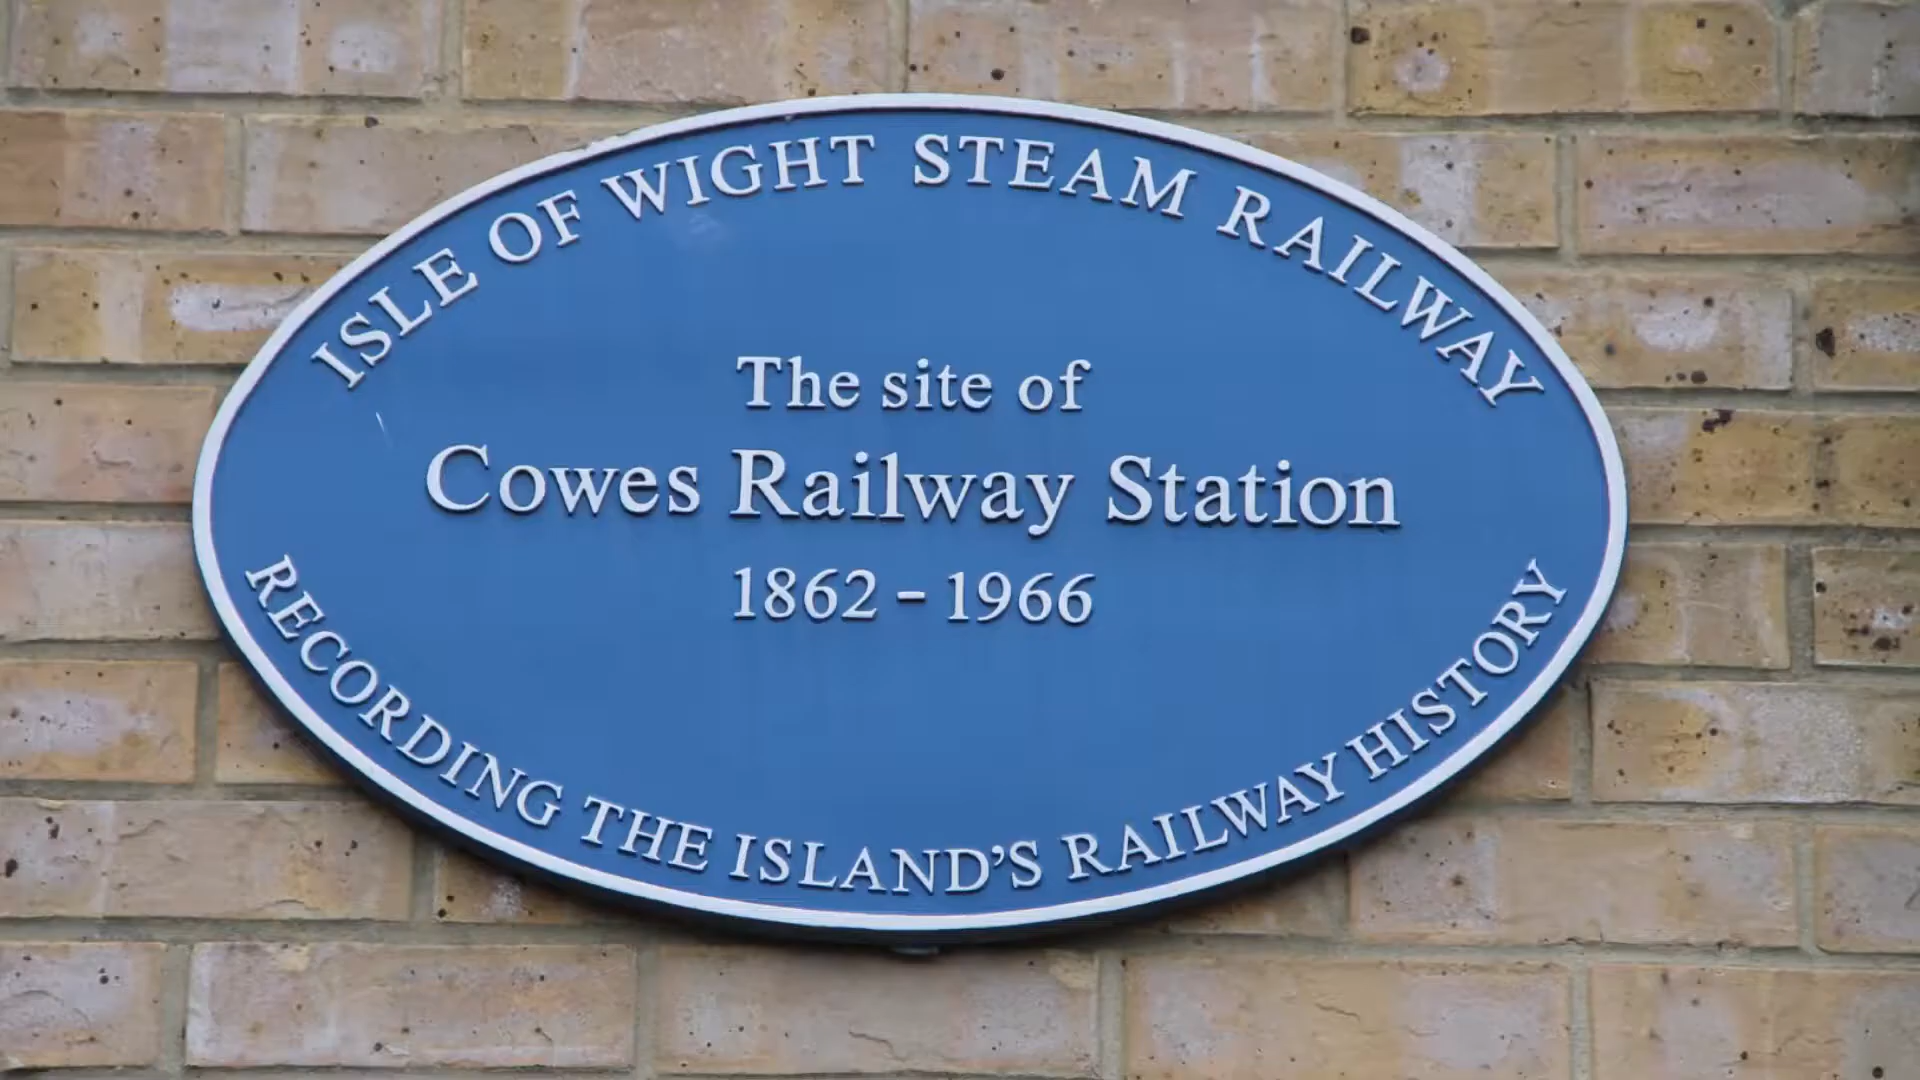 ISLE OF WIGHT STEAM RAILWAY
The site of
Cowes Railway Station
1862 - 1966
RECORDING THE ISLAND'S RAILWAY HISTORY